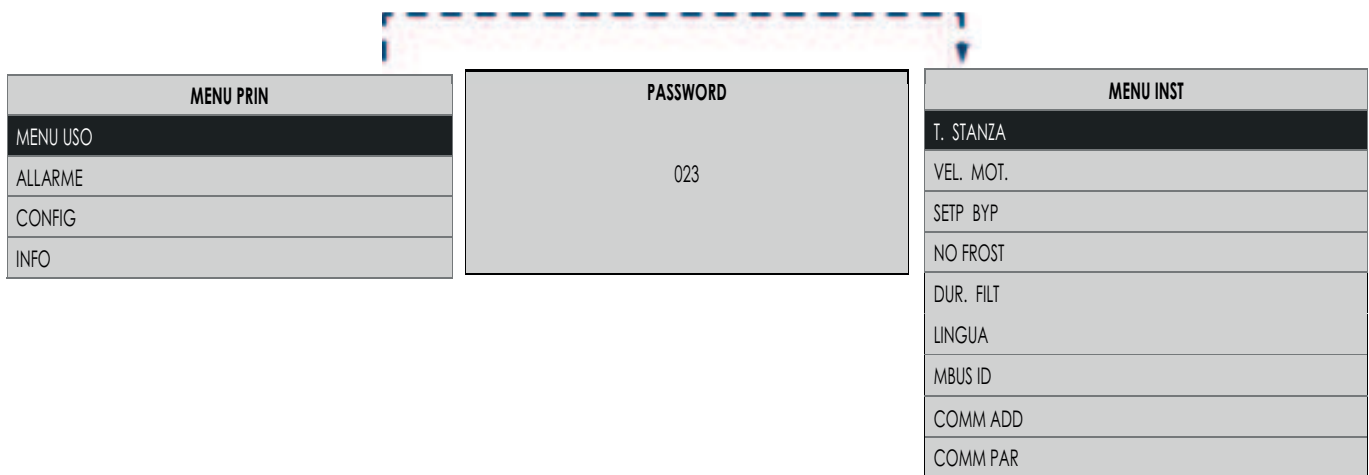 MENU PRIN
MENU USO
ALLARME
CONFIG
INFO
PASSWORD
023
MENU INST
T. STANZA
VEL. MOT.
SETP BYP
NO FROST
DUR. FILT
LINGUA
MBUS ID
COMM ADD
COMM PAR